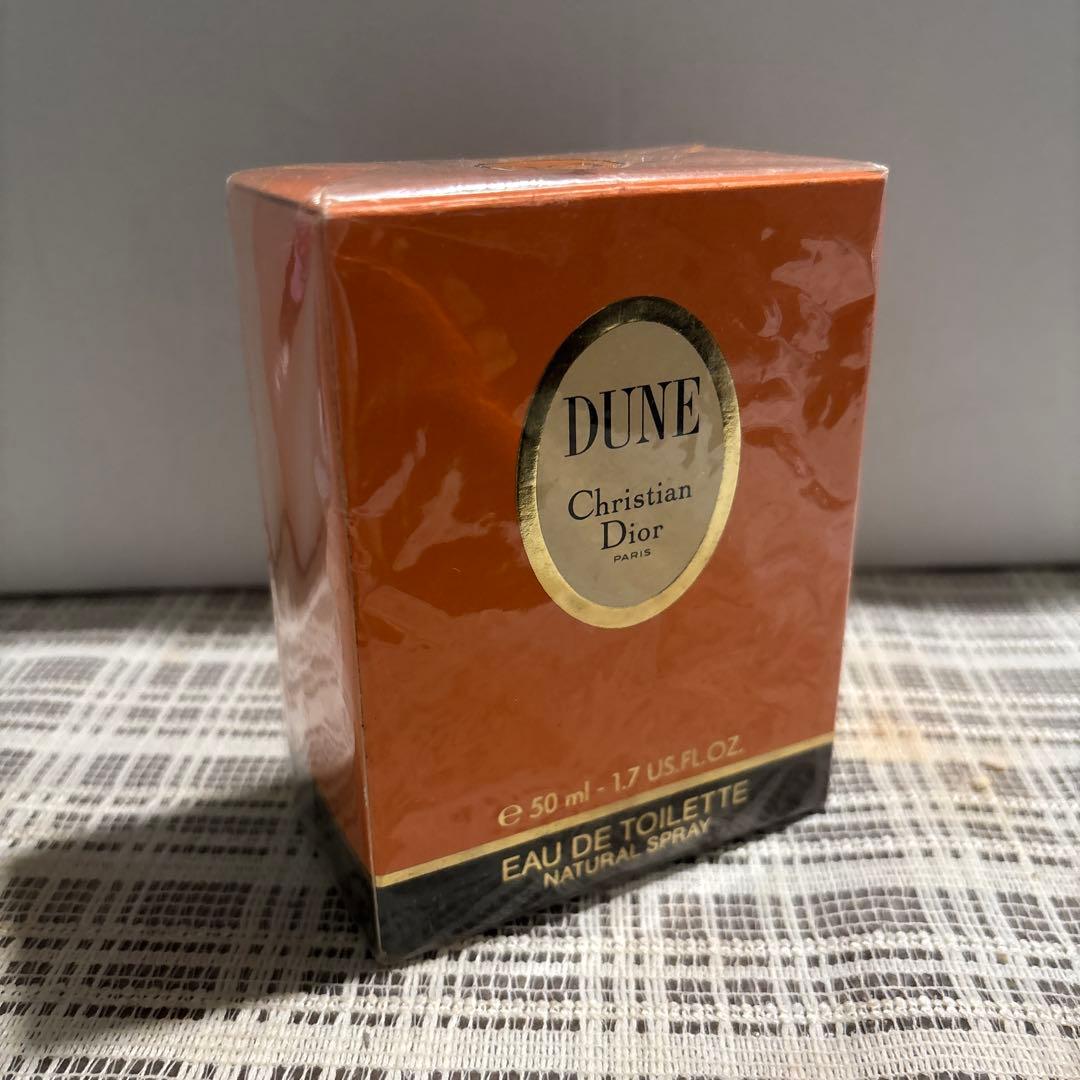 DUNE
Christian
Dior
PARIS
℮ 50 ml - 1.7 US.FL.OZ.
EAU DE TOILETTE
NATURAL SPRAY